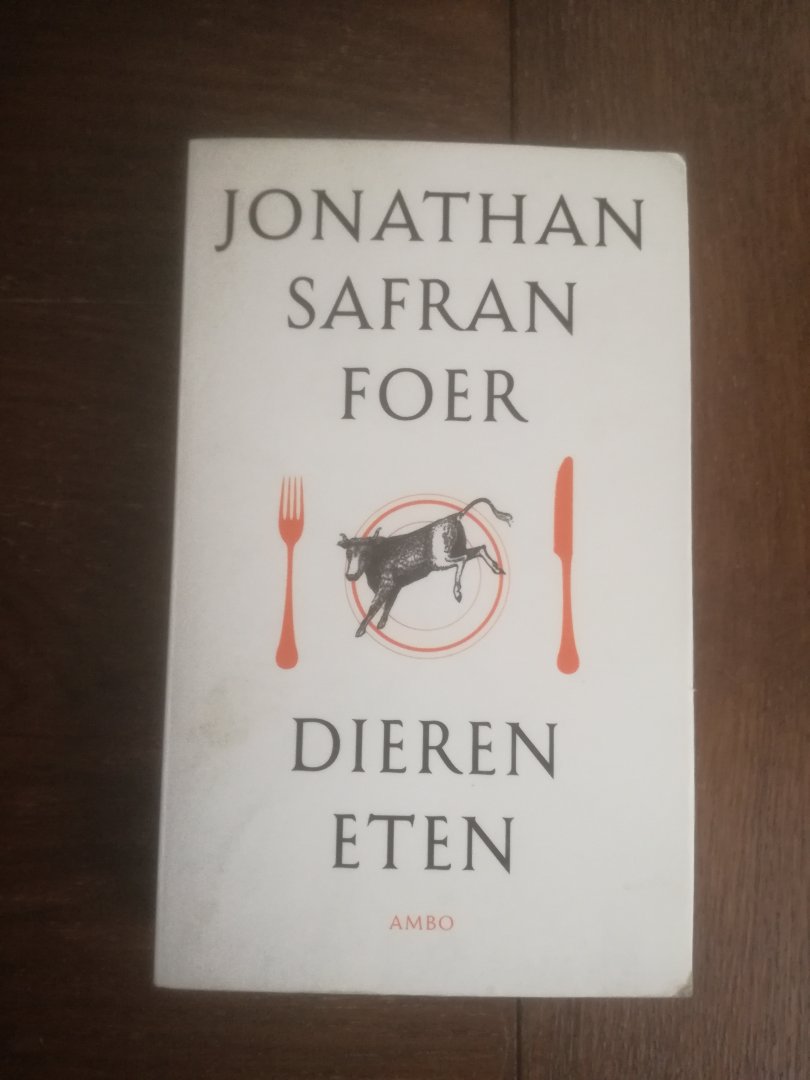 JONATHAN
SAFRAN
FOER
DIEREN
ETEN
AMBO